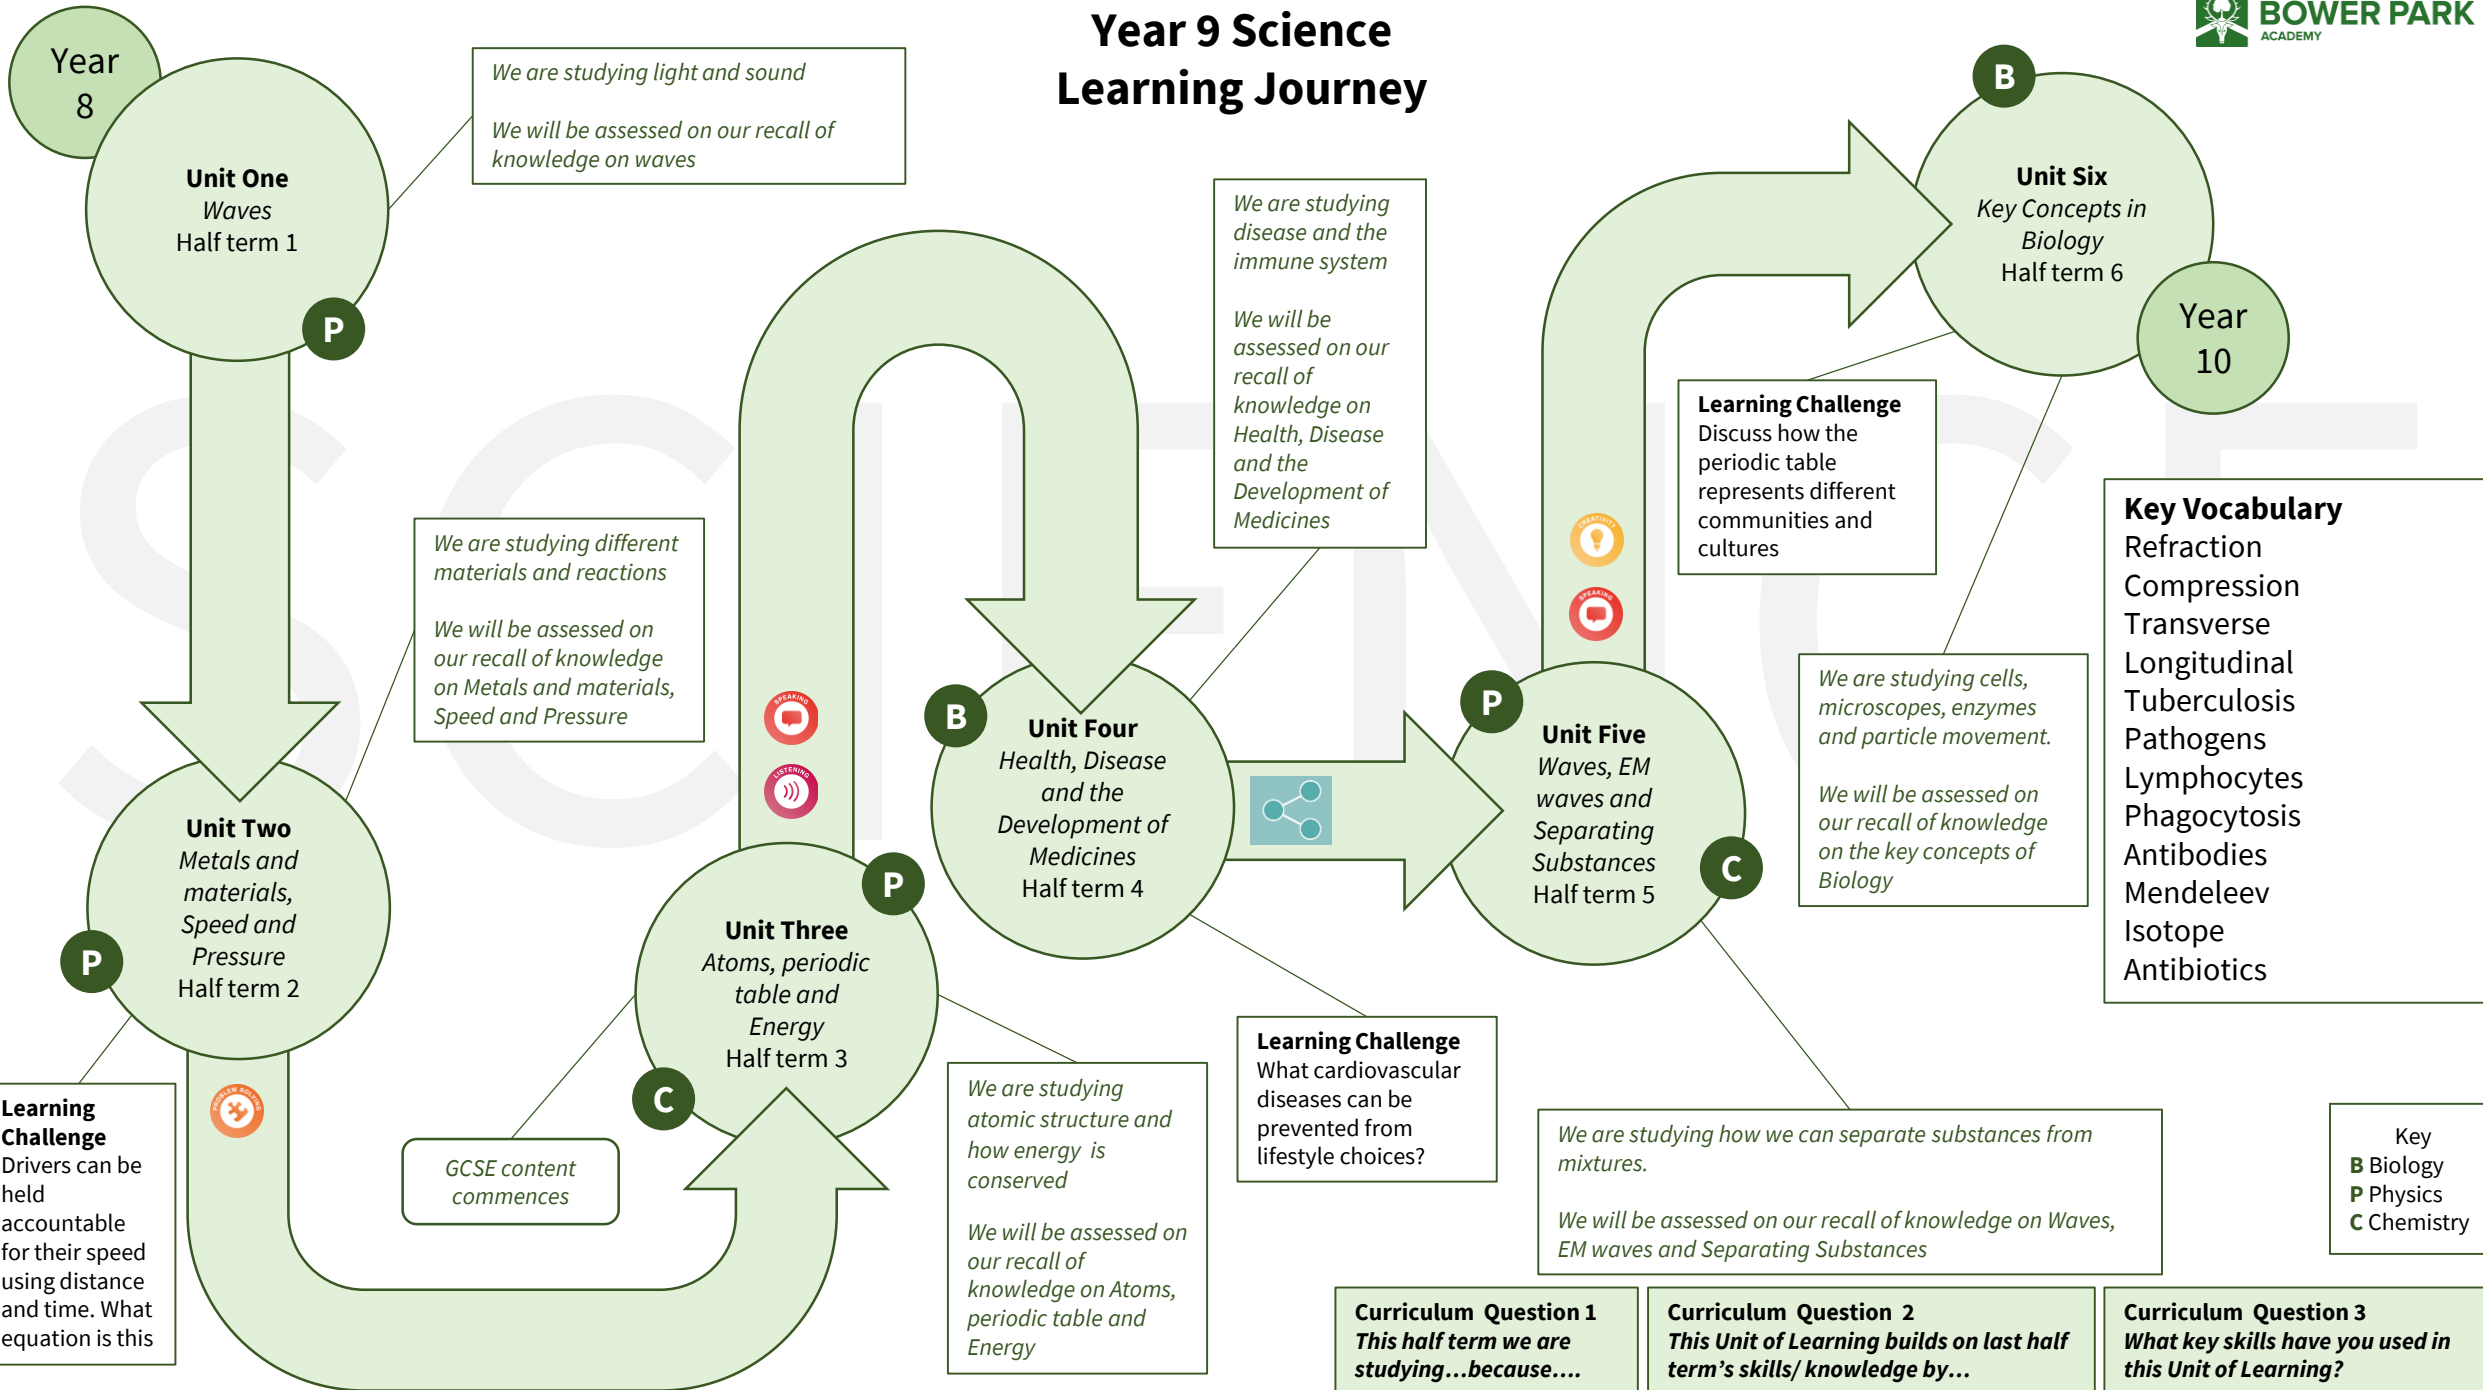 Year 9 Science
Learning Journey
BOWER PARK
ACADEMY
Year
8
Unit One
Waves
Half term 1
P
We are studying light and sound
We will be assessed on our recall of
knowledge on waves
Unit Two
Metals and
materials,
Speed and
Pressure
Half term 2
P
We are studying different
materials and reactions
We will be assessed on
our recall of knowledge
on Metals and materials,
Speed and Pressure
Learning
Challenge
Drivers can be
held
accountable
for their speed
using distance
and time. What
equation is this
PROBLEM SOLVING
GCSE content
commences
Unit Three
Atoms, periodic
table and
Energy
Half term 3
P
C
We are studying
atomic structure and
how energy is
conserved
We will be assessed on
our recall of
knowledge on Atoms,
periodic table and
Energy
SPEAKING
LISTENING
B
Unit Four
Health, Disease
and the
Development of
Medicines
Half term 4
We are studying
disease and the
immune system
We will be
assessed on our
recall of
knowledge on
Health, Disease
and the
Development of
Medicines
Learning Challenge
What cardiovascular
diseases can be
prevented from
lifestyle choices?
P
Unit Five
Waves, EM
waves and
Separating
Substances
Half term 5
C
We are studying how we can separate substances from
mixtures.
We will be assessed on our recall of knowledge on Waves,
EM waves and Separating Substances
CREATIVITY
SPEAKING
B
Unit Six
Key Concepts in
Biology
Half term 6
Year
10
Learning Challenge
Discuss how the
periodic table
represents different
communities and
cultures
We are studying cells,
microscopes, enzymes
and particle movement.
We will be assessed on
our recall of knowledge
on the key concepts of
Biology
Key Vocabulary
Refraction
Compression
Transverse
Longitudinal
Tuberculosis
Pathogens
Lymphocytes
Phagocytosis
Antibodies
Mendeleev
Isotope
Antibiotics
Key
B Biology
P Physics
C Chemistry
Curriculum Question 1
This half term we are
studying...because....
Curriculum Question 2
This Unit of Learning builds on last half
term's skills/ knowledge by...
Curriculum Question 3
What key skills have you used in
this Unit of Learning?
SCIENCE